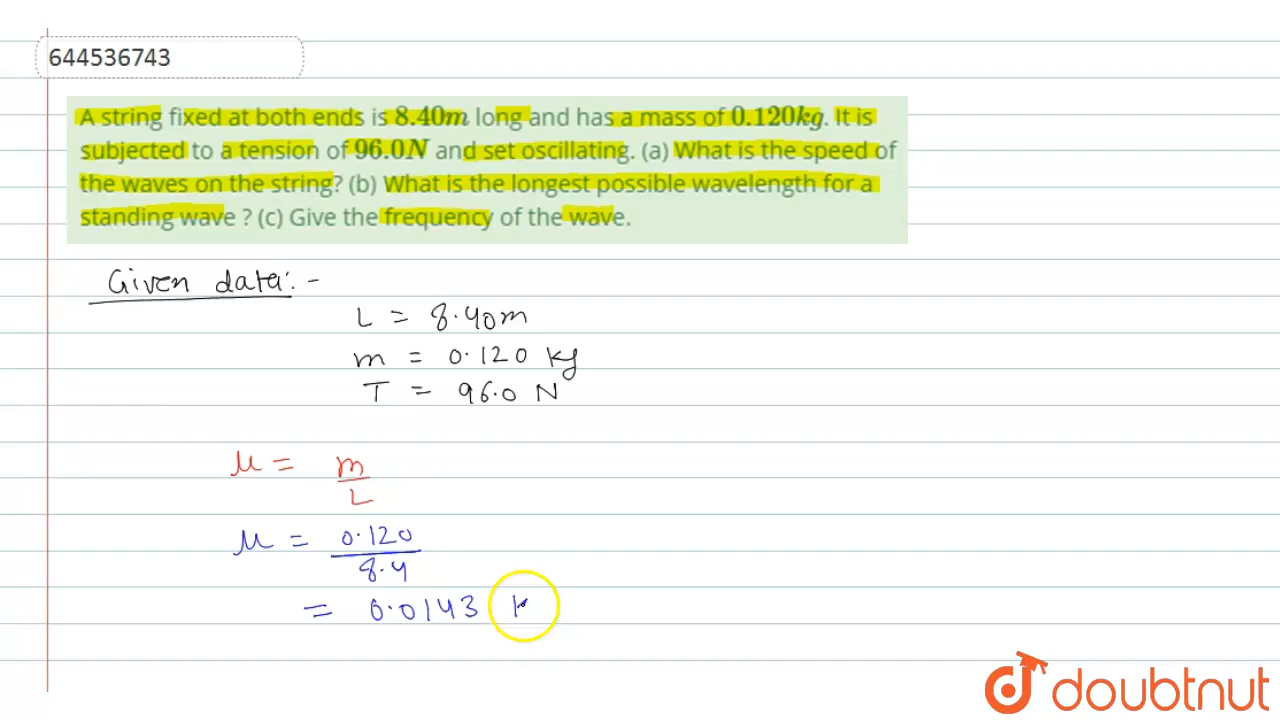 644536743
A string fixed at both ends is 8.40m long and has a mass of 0.120kg. It is
subjected to a tension of 96.0N and set oscillating. (a) What is the speed of
the waves on the string? (b) What is the longest possible wavelength for a
standing wave ? (c) Give the frequency of the wave.
Given data:-
L = 8.40m
m = 0.120 kg
T = 96.0 N
μ = m
L
μ = 0.120
8.4
= 0.0143 k
doubtnut